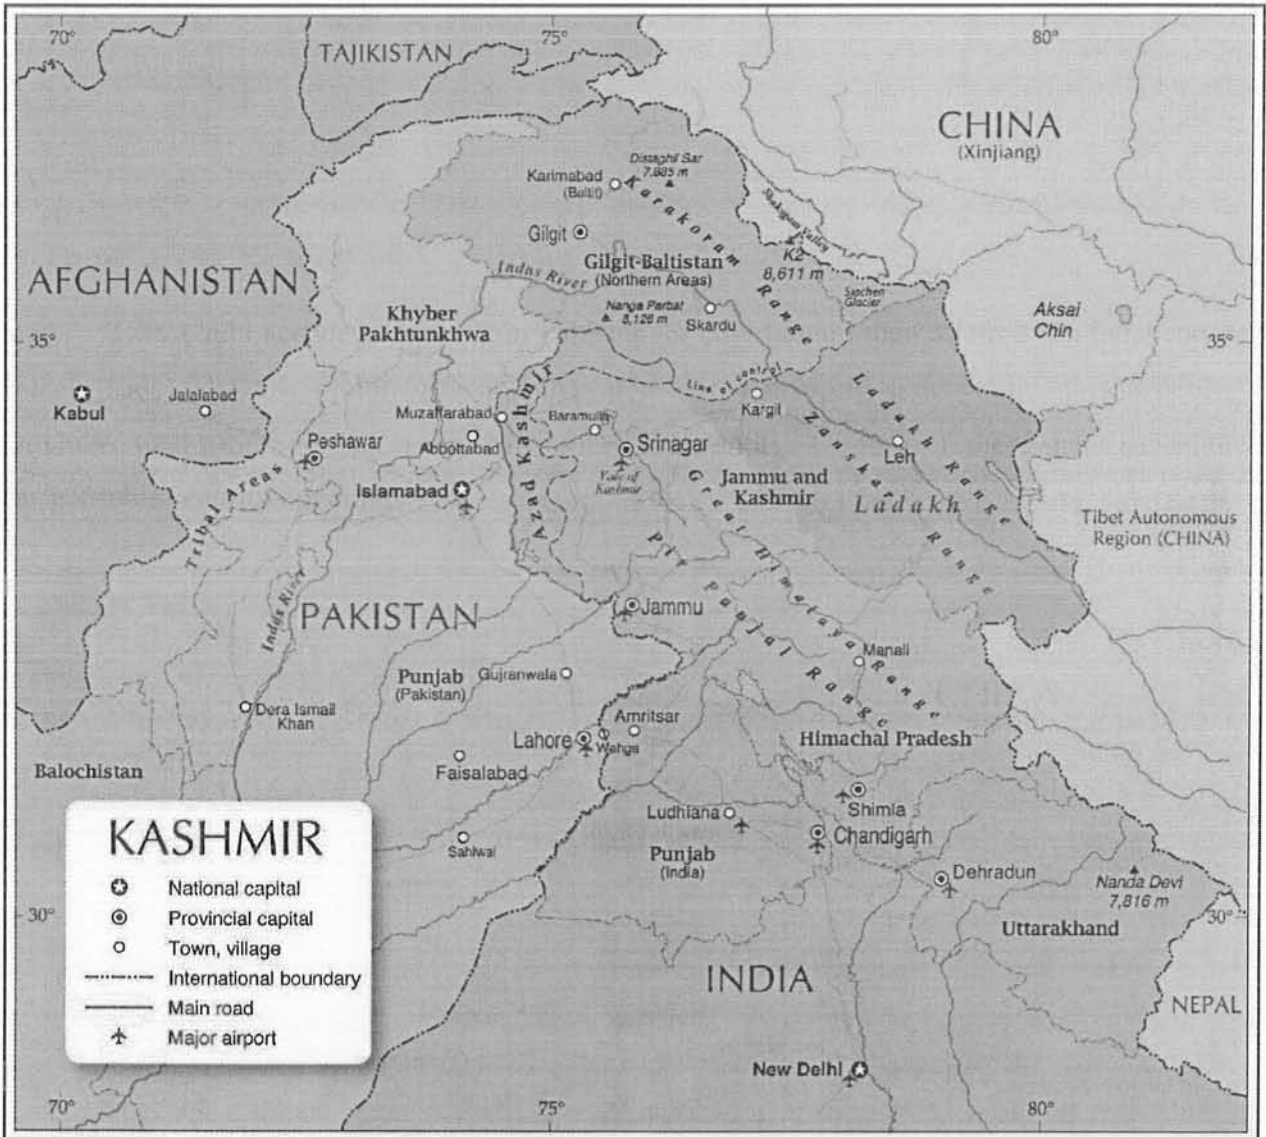 70°
75°
80°
TAJIKISTAN
CHINA
(Xinjiang)
Distaghil Sar
7,885 m
Karimabad
(Baltit)
Karakoram Range
Shaksgam Valley
K2
8,611 m
Gilgit
Gilgit-Baltistan
(Northern Areas)
Indus River
AFGHANISTAN
Khyber
Pakhtunkhwa
Nanga Parbat
8,126 m
Skardu
Siachen
Glacier
Aksai
Chin
35°
35°
Line of control
Kabul
Jalalabad
Muzaffarabad
Azad Kashmir
Baramulla
Kargil
Ladakh Range
Zanskar Range
Peshawar
Abbottabad
Srinagar
Leh
Tribal Areas
Islamabad
Vale of
Kashmir
Jammu and
Kashmir
Ladakh
Great Himalaya Range
Tibet Autonomous
Region (CHINA)
Pir Panjal Range
Indus River
PAKISTAN
Jammu
Manali
Punjab
(Pakistan)
Gujranwala
Dera Ismail
Khan
Amritsar
Lahore
Wahga
Himachal Pradesh
Balochistan
Faisalabad
Shimla
Ludhiana
Chandigarh
Sahiwal
Punjab
(India)
Dehradun
Nanda Devi
7,816 m
30°
30°
Uttarakhand
INDIA
NEPAL
New Delhi
KASHMIR
National capital
Provincial capital
Town, village
International boundary
Main road
Major airport
70°
75°
80°